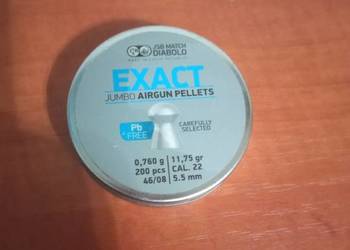 JSB MATCH
DIABOLO
EXACT
JUMBO AIRGUN PELLETS
Pb
FREE
CAREFULLY
SELECTED
0,760 g 11,75 gr
200 pcs CAL. 22
46/08 5.5 mm